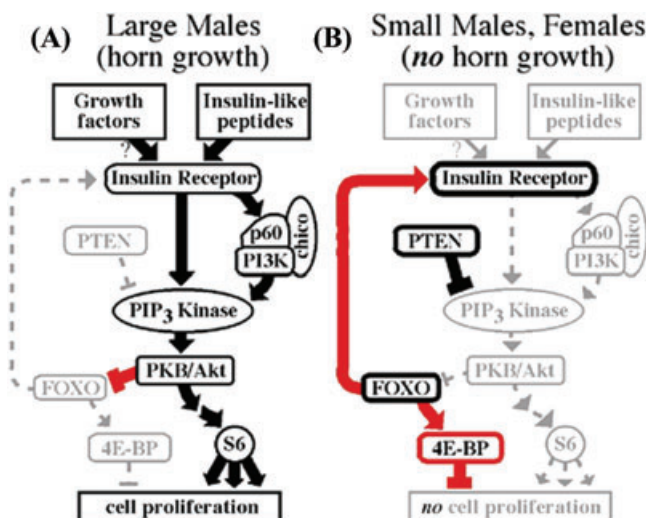 (A) Large Males
(horn growth)
Growth
factors
Insulin-like
peptides
?
Insulin Receptor
PTEN
p60
PI3K
chico
PIP3 Kinase
PKB/Akt
FOXO
4E-BP
S6
cell proliferation
(B) Small Males, Females
(no horn growth)
Growth
factors
Insulin-like
peptides
?
Insulin Receptor
PTEN
p60
PI3K
chico
PIP3 Kinase
PKB/Akt
FOXO
4E-BP
S6
no cell proliferation